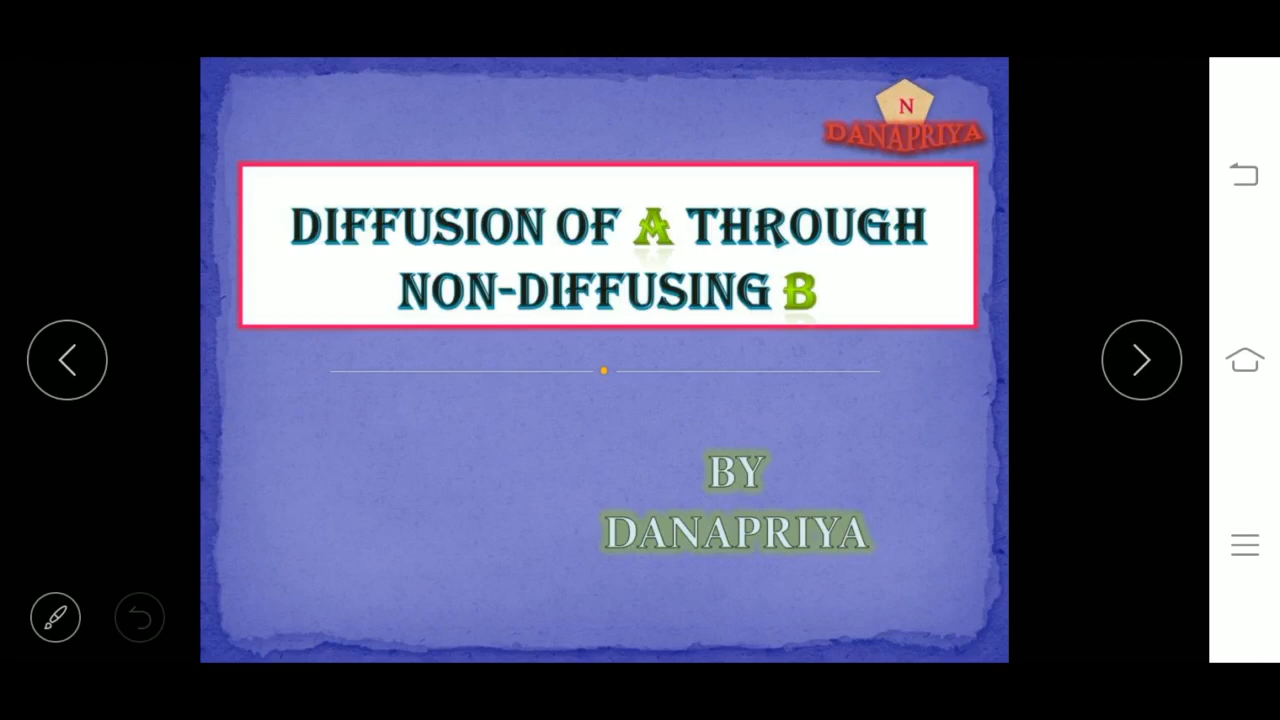 N
DANAPRIYA
DIFFUSION OF A THROUGH
NON-DIFFUSING B
BY
DANAPRIYA